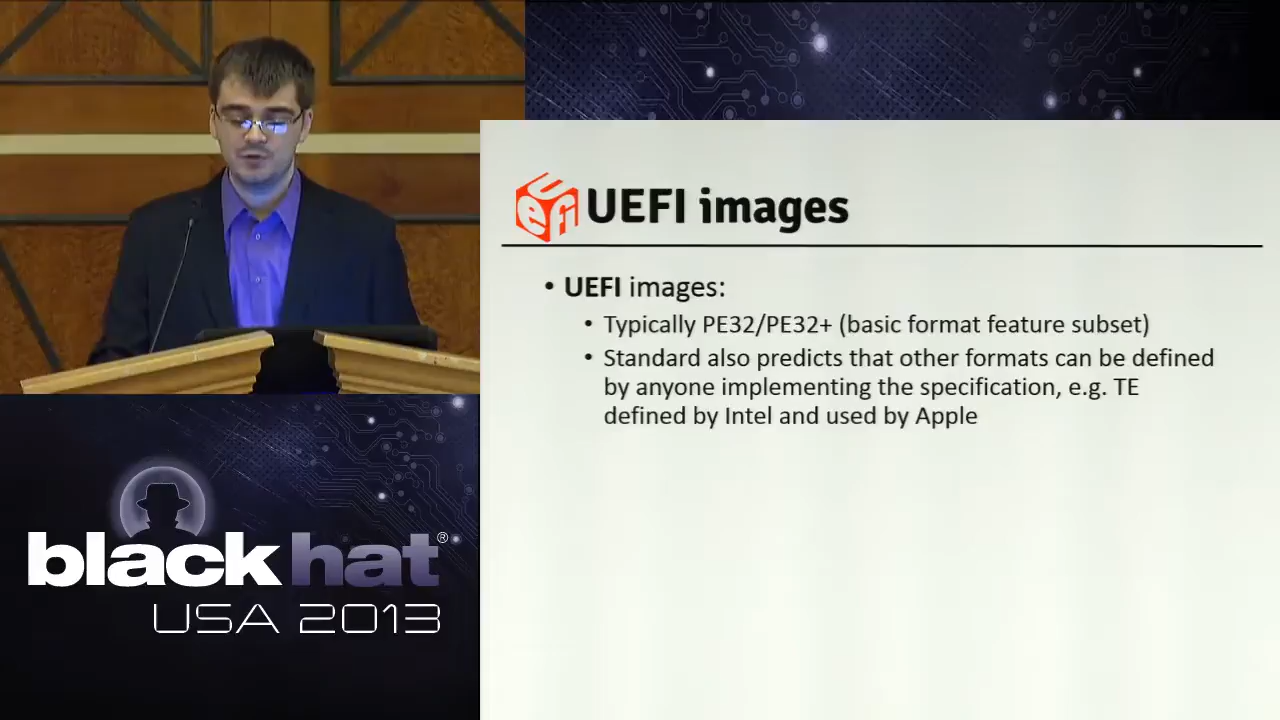 uefi
UEFI images
• UEFI images:
• Typically PE32/PE32+ (basic format feature subset)
• Standard also predicts that other formats can be defined
by anyone implementing the specification, e.g. TE
defined by Intel and used by Apple
black hat®
USA 2013